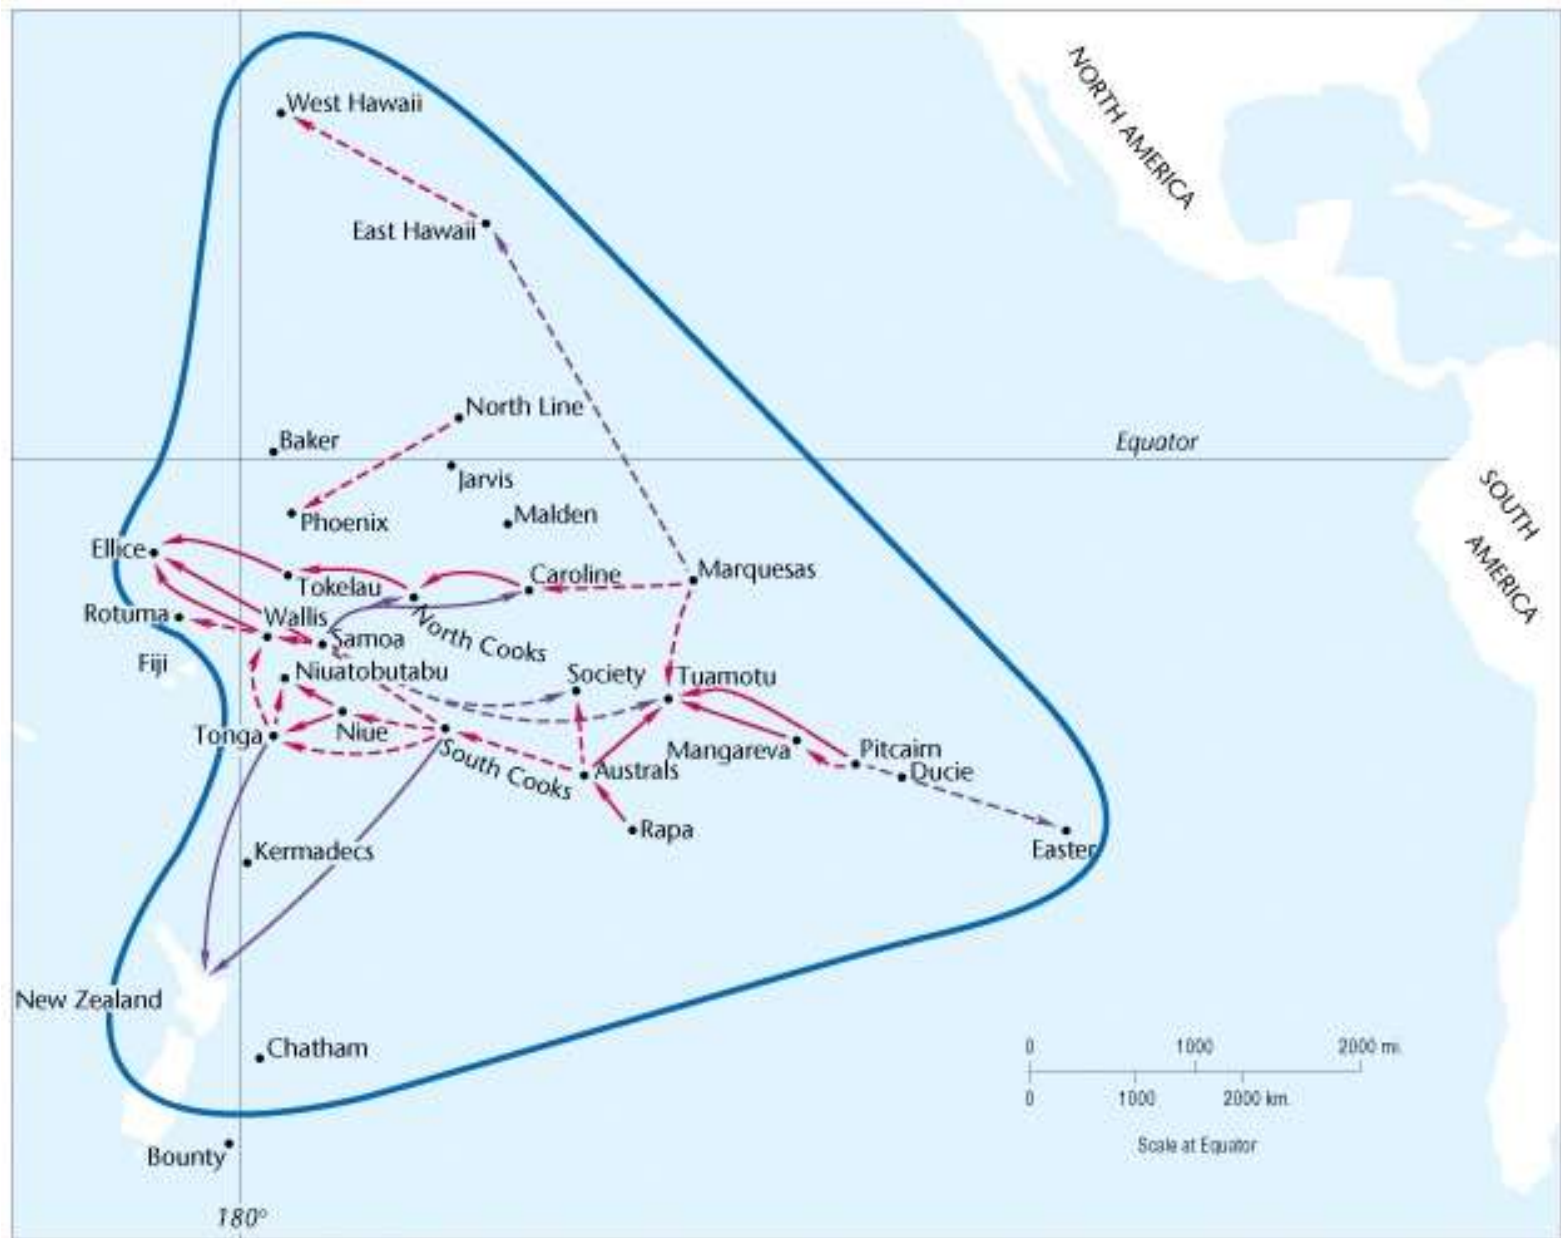 NORTH AMERICA
West Hawaii
East Hawaii
North Line
Baker
Equator
Jarvis
Phoenix
Malden
SOUTH
AMERICA
Ellice
Tokelau
Caroline
Marquesas
Rotuma
Wallis
North Cooks
Samoa
Fiji
Niuatobutabu
Society
Tuamotu
Tonga
Niue
South Cooks
Mangareva
Pitcairn
Australs
Ducie
Rapa
Kermadecs
Easter
New Zealand
Chatham
0 1000 2000 mi.
0 1000 2000 km.
Scale at Equator
Bounty
180°